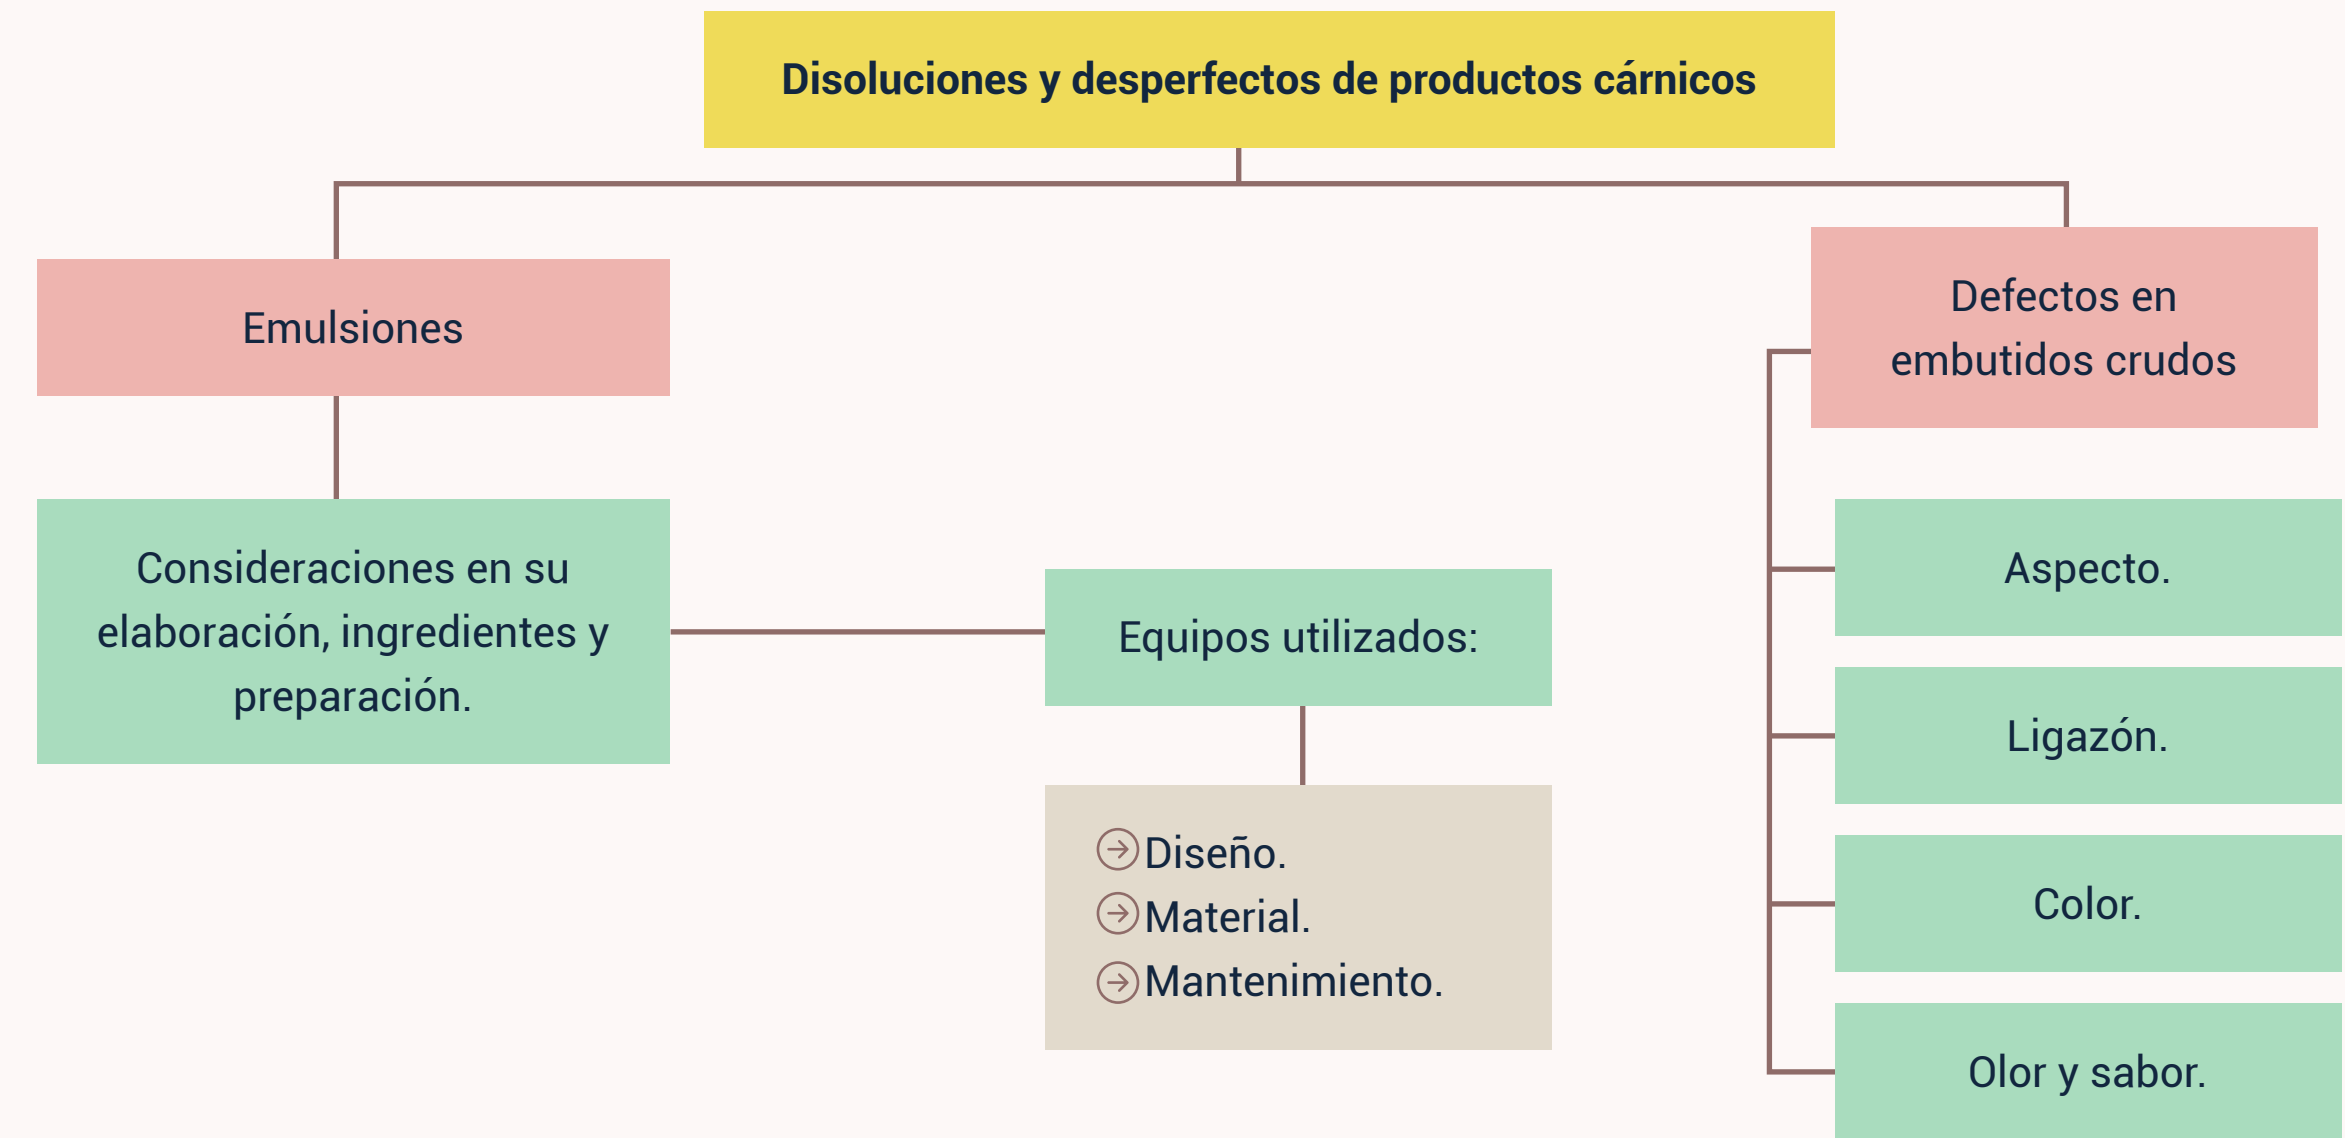 Disoluciones y desperfectos de productos cárnicos
Emulsiones
Consideraciones en su
elaboración, ingredientes y
preparación.
Equipos utilizados:
Diseño.
Material.
Mantenimiento.
Defectos en
embutidos crudos
Aspecto.
Ligazón.
Color.
Olor y sabor.